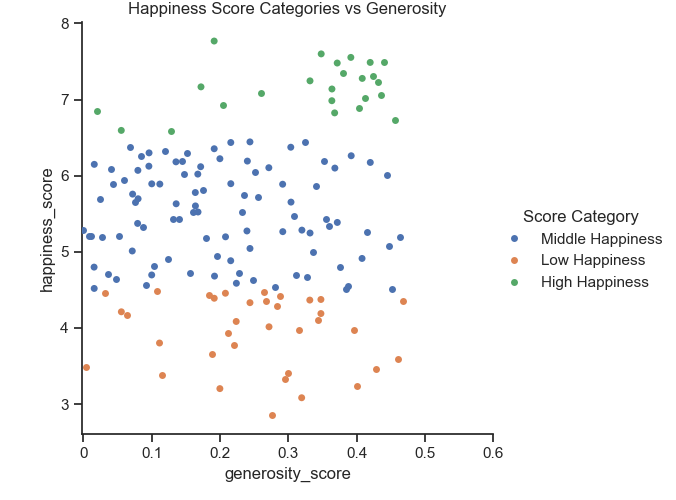 Happiness Score Categories vs Generosity
8
7
6
5
4
3
happiness_score
0
0.1
0.2
0.3
0.4
0.5
0.6
generosity_score
Score Category
Middle Happiness
Low Happiness
High Happiness